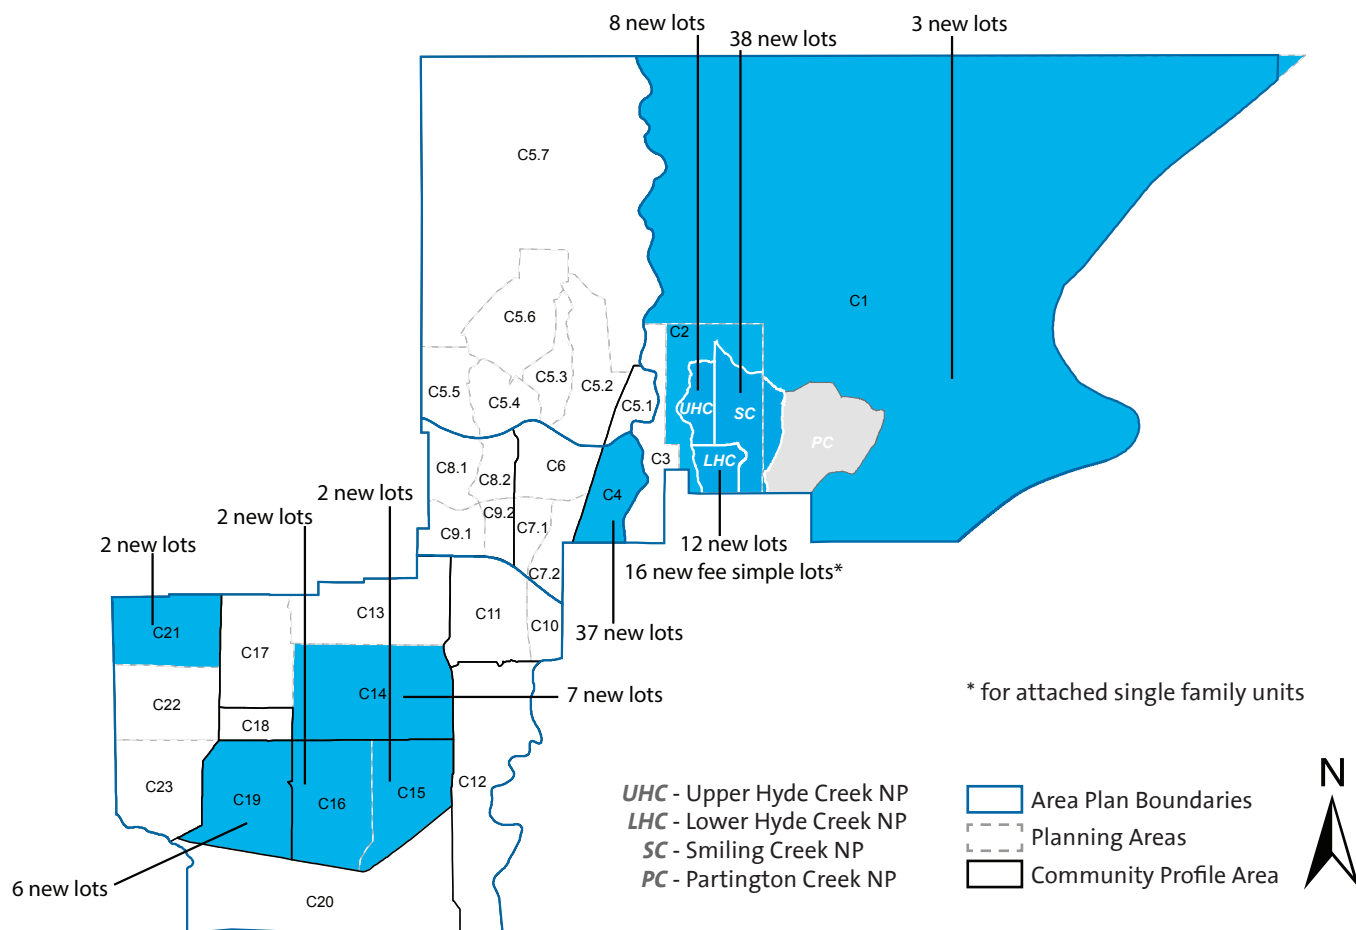 8 new lots
38 new lots
3 new lots
C5.7
C1
C5.6
C2
C5.3
C5.2
C5.5
C5.4
C5.1
UHC
SC
PC
LHC
C3
C6
C8.1
C8.2
C4
2 new lots
C9.2
C7.1
C9.1
2 new lots
2 new lots
12 new lots
16 new fee simple lots*
C7.2
C13
C11
C10
37 new lots
C21
C17
C14
7 new lots
* for attached single family units
C22
C18
C23
C19
C16
C15
C12
N
UHC - Upper Hyde Creek NP
LHC - Lower Hyde Creek NP
SC - Smiling Creek NP
PC - Partington Creek NP
Area Plan Boundaries
Planning Areas
Community Profile Area
6 new lots
C20